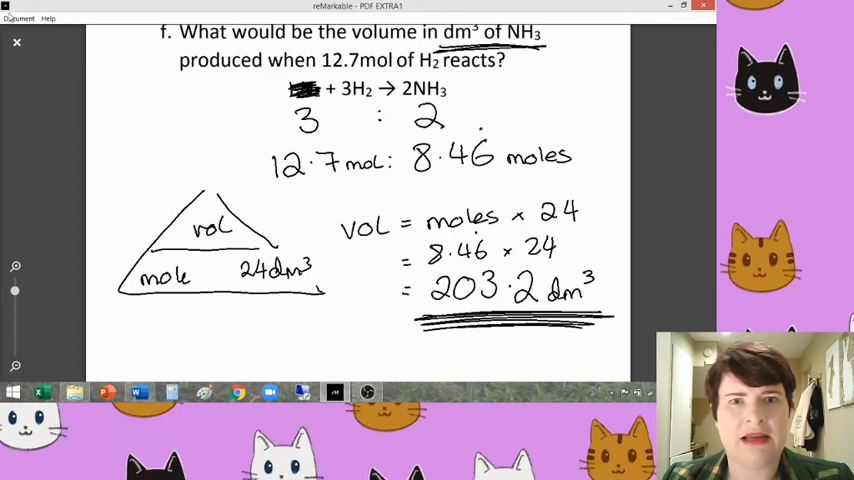 reMarkable - PDF EXTRA1
Document Help
f. What would be the volume in dm³ of NH₃
produced when 12.7mol of H₂ reacts?
+ 3H₂ → 2NH₃
3 : 2
12.7 mol : 8.46̇ moles
vol
mole 24dm³
VOL = moles × 24
= 8.46̇ × 24
= 203.2 dm³